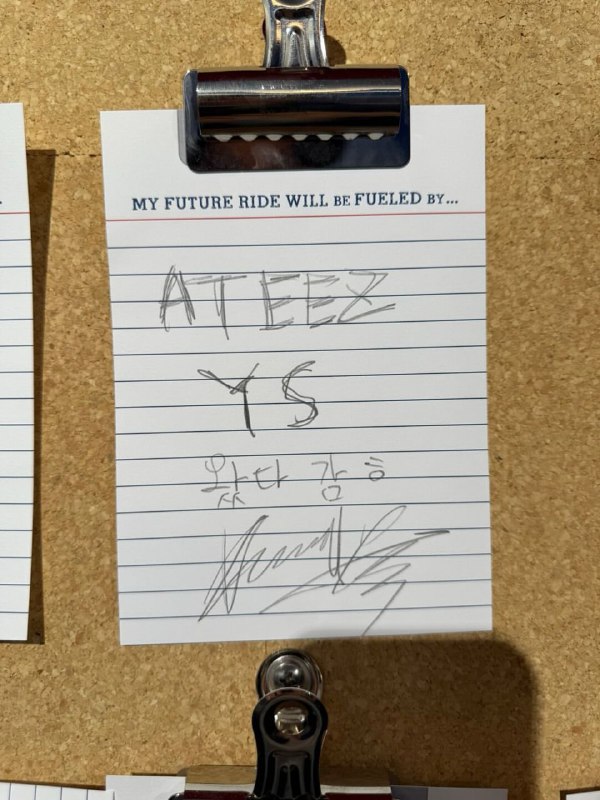 MY FUTURE RIDE WILL BE FUELED BY...
ATEEZ
YS
왔다 감 ㅎ